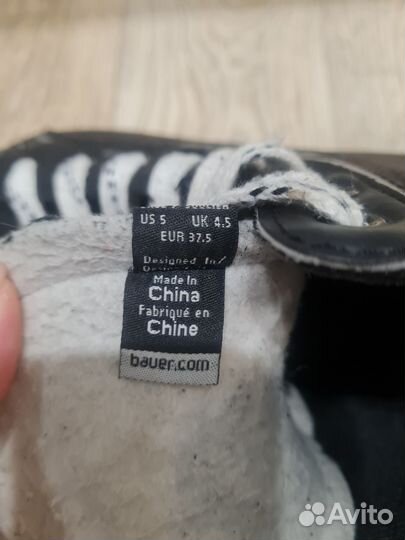 US 5 UK 4.5
EUR 37.5
Designed In/
Made in
China
Fabriqué en
Chine
bauer.com
Avito